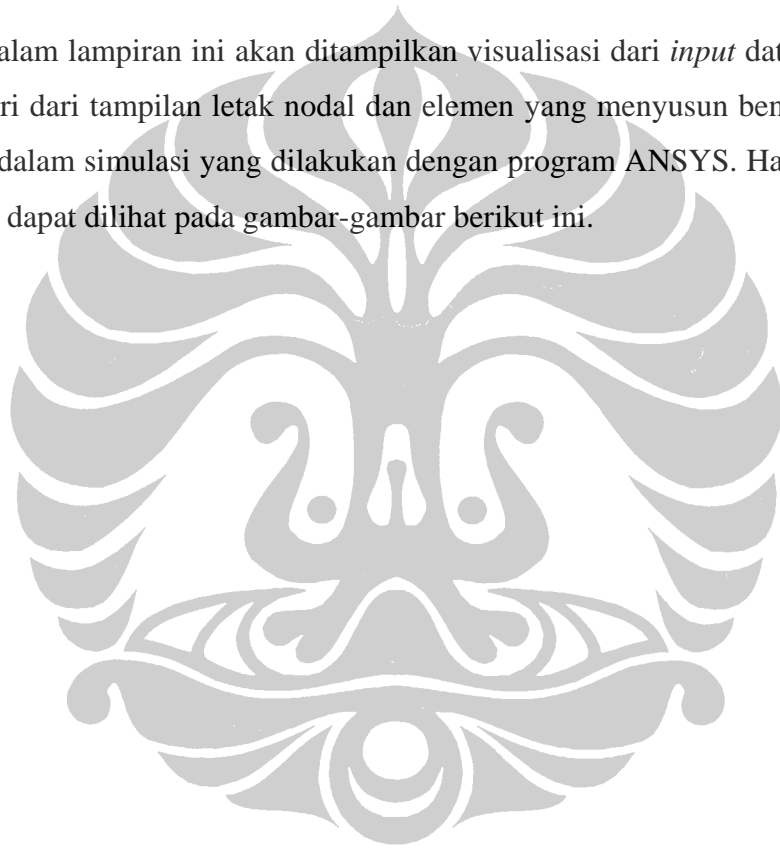 alam lampiran ini akan ditampilkan visualisasi dari input dat
ri dari tampilan letak nodal dan elemen yang menyusun ben
dalam simulasi yang dilakukan dengan program ANSYS. Ha
dapat dilihat pada gambar-gambar berikut ini.